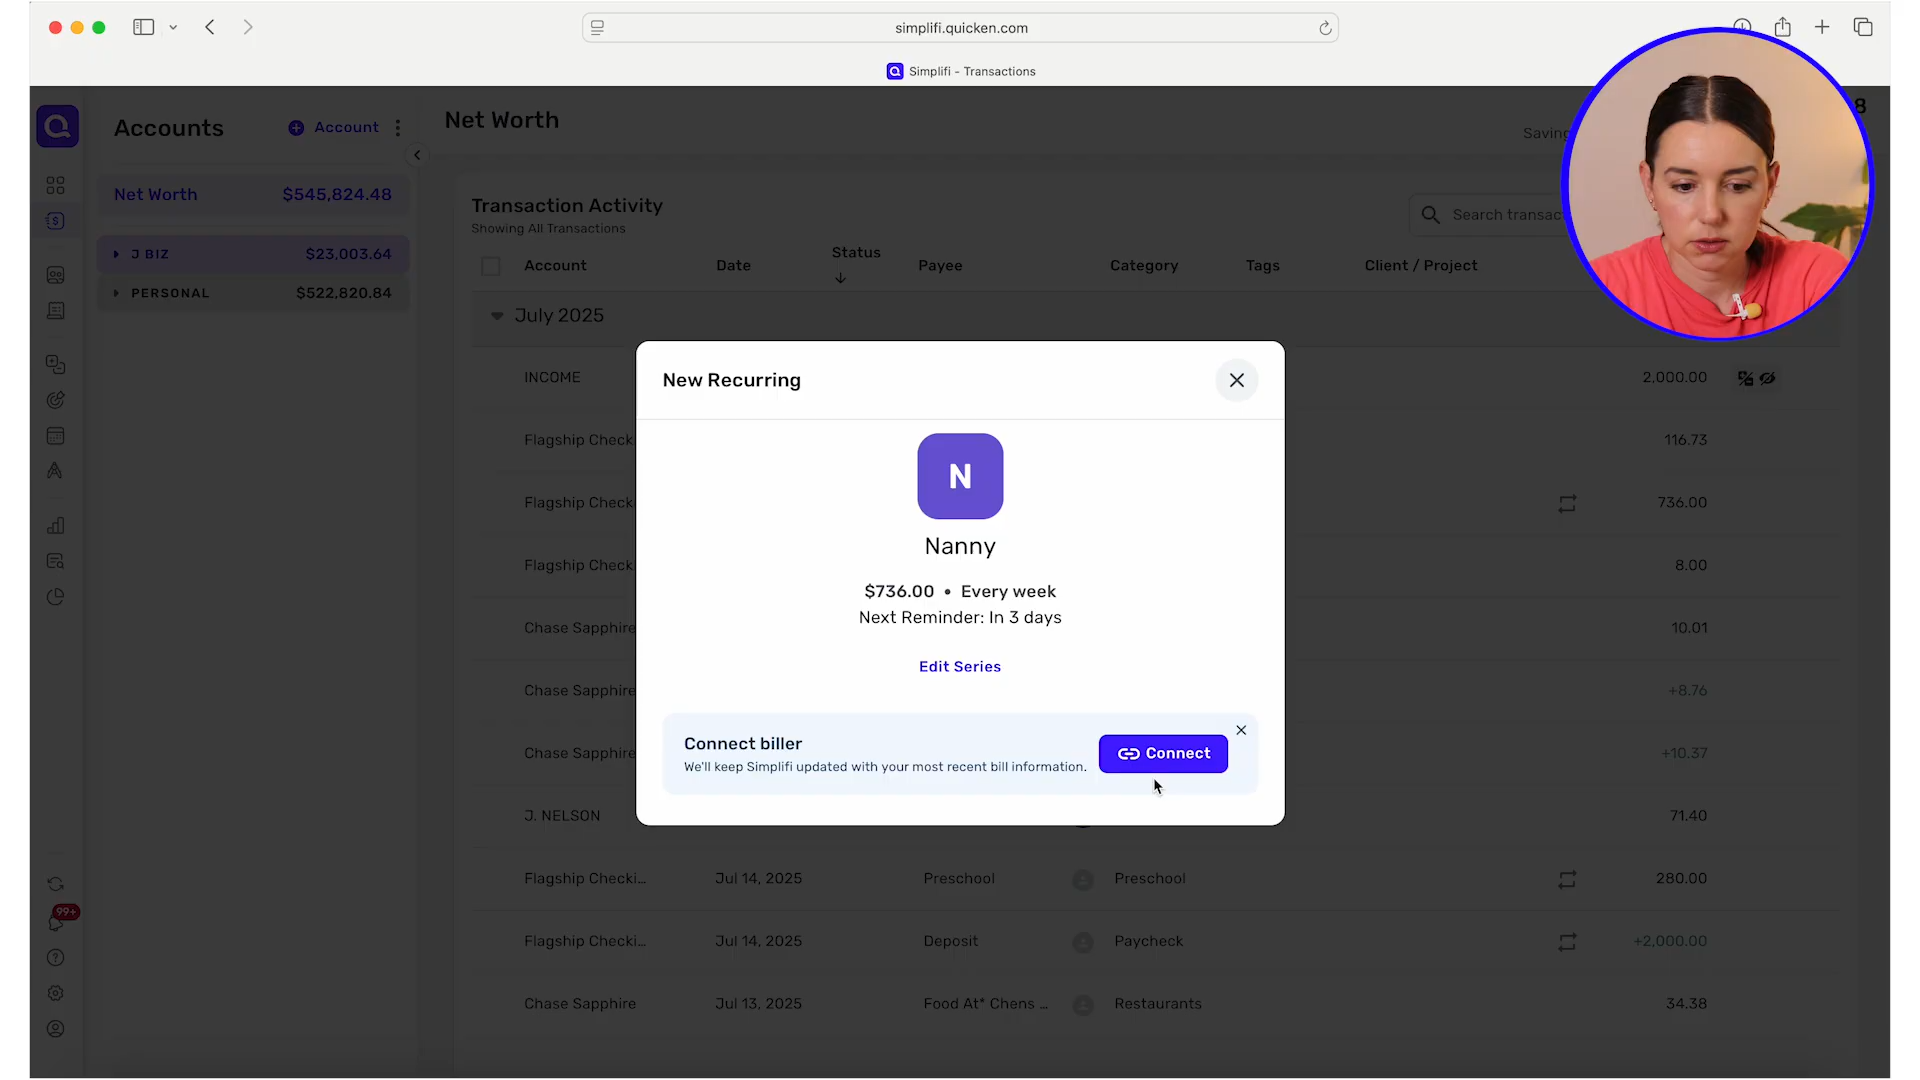 simplifi.quicken.com
Simplifi - Transactions
Accounts
Account
Net Worth $545,824.48
J BIZ $23,003.64
PERSONAL $522,820.84
99+
Net Worth
Saving
8
Transaction Activity
Showing All Transactions
Search transac
Account Date Status Payee Category Tags Client / Project
July 2025
INCOME 2,000.00
Flagship Check 116.73
Flagship Check 736.00
Flagship Check 8.00
Chase Sapphire 10.01
Chase Sapphire +8.76
Chase Sapphire +10.37
J. NELSON 71.40
Flagship Checki... Jul 14, 2025 Preschool Preschool 280.00
Flagship Checki... Jul 14, 2025 Deposit Paycheck +2,000.00
Chase Sapphire Jul 13, 2025 Food At* Chens ... Restaurants 34.38
New Recurring
N
Nanny
$736.00 • Every week
Next Reminder: In 3 days
Edit Series
Connect biller
We'll keep Simplifi updated with your most recent bill information.
Connect